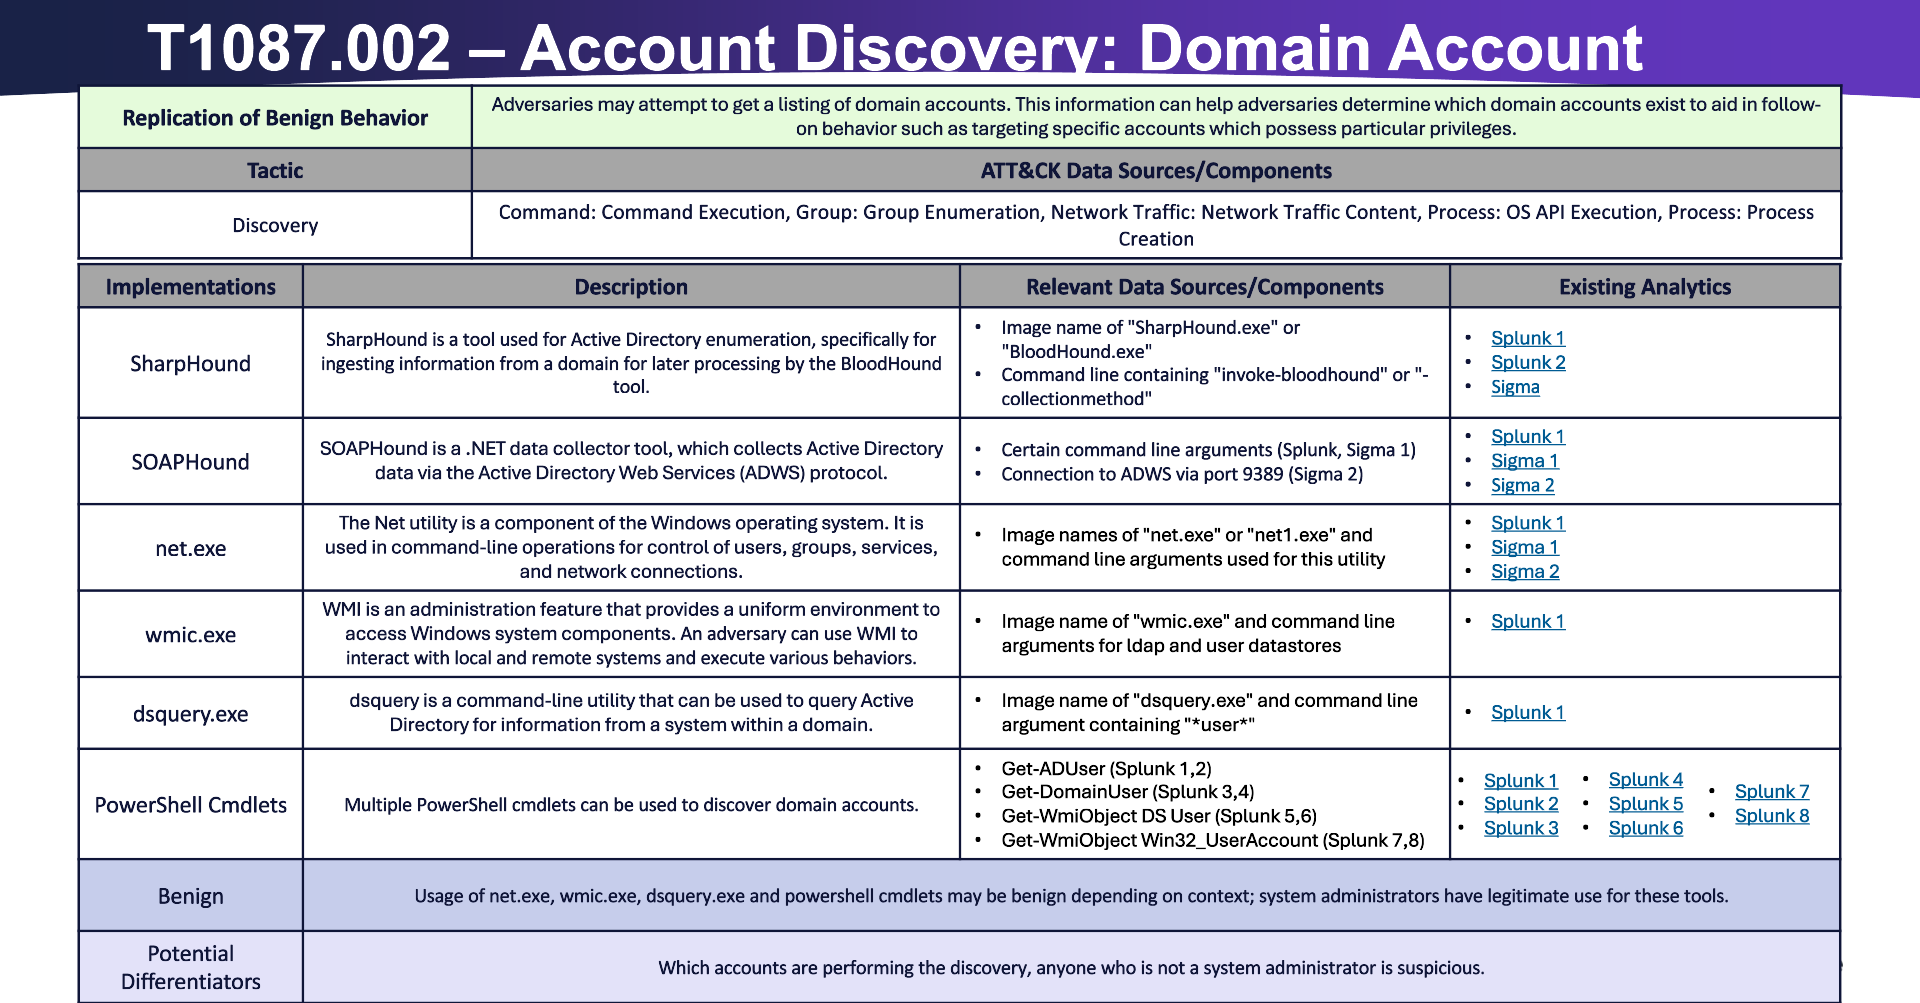 T1087.002 – Account Discovery: Domain Account
Replication of Benign Behavior
Adversaries may attempt to get a listing of domain accounts. This information can help adversaries determine which domain accounts exist to aid in follow-
on behavior such as targeting specific accounts which possess particular privileges.
Tactic
ATT&CK Data Sources/Components
Discovery
Command: Command Execution, Group: Group Enumeration, Network Traffic: Network Traffic Content, Process: OS API Execution, Process: Process
Creation
Implementations
Description
Relevant Data Sources/Components
Existing Analytics
SharpHound
SharpHound is a tool used for Active Directory enumeration, specifically for
ingesting information from a domain for later processing by the BloodHound
tool.
• Image name of "SharpHound.exe" or
"BloodHound.exe"
• Command line containing "invoke-bloodhound" or "-
collectionmethod"
• Splunk 1
• Splunk 2
• Sigma
SOAPHound
SOAPHound is a .NET data collector tool, which collects Active Directory
data via the Active Directory Web Services (ADWS) protocol.
• Certain command line arguments (Splunk, Sigma 1)
• Connection to ADWS via port 9389 (Sigma 2)
• Splunk 1
• Sigma 1
• Sigma 2
net.exe
The Net utility is a component of the Windows operating system. It is
used in command-line operations for control of users, groups, services,
and network connections.
• Image names of "net.exe" or "net1.exe" and
command line arguments used for this utility
• Splunk 1
• Sigma 1
• Sigma 2
wmic.exe
WMI is an administration feature that provides a uniform environment to
access Windows system components. An adversary can use WMI to
interact with local and remote systems and execute various behaviors.
• Image name of "wmic.exe" and command line
arguments for ldap and user datastores
• Splunk 1
dsquery.exe
dsquery is a command-line utility that can be used to query Active
Directory for information from a system within a domain.
• Image name of "dsquery.exe" and command line
argument containing "*user*"
• Splunk 1
PowerShell Cmdlets
Multiple PowerShell cmdlets can be used to discover domain accounts.
• Get-ADUser (Splunk 1,2)
• Get-DomainUser (Splunk 3,4)
• Get-WmiObject DS User (Splunk 5,6)
• Get-WmiObject Win32_UserAccount (Splunk 7,8)
• Splunk 1
• Splunk 2
• Splunk 3
• Splunk 4
• Splunk 5
• Splunk 6
• Splunk 7
• Splunk 8
Benign
Usage of net.exe, wmic.exe, dsquery.exe and powershell cmdlets may be benign depending on context; system administrators have legitimate use for these tools.
Potential
Differentiators
Which accounts are performing the discovery, anyone who is not a system administrator is suspicious.